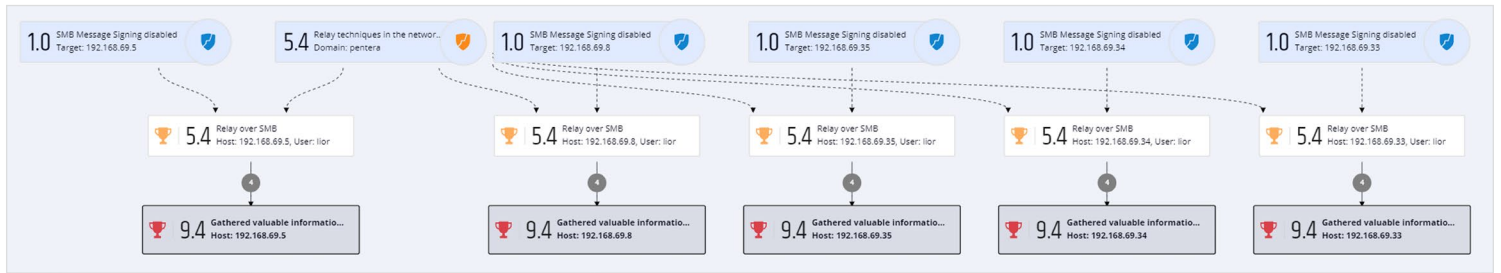 1.0
SMB Message Signing disabled
Target: 192.168.69.5
5.4
Relay techniques in the networ...
Domain: pentera
1.0
SMB Message Signing disabled
Target: 192.168.69.8
1.0
SMB Message Signing disabled
Target: 192.168.69.35
1.0
SMB Message Signing disabled
Target: 192.168.69.34
1.0
SMB Message Signing disabled
Target: 192.168.69.33
5.4
Relay over SMB
Host: 192.168.69.5, User: lior
5.4
Relay over SMB
Host: 192.168.69.8, User: lior
5.4
Relay over SMB
Host: 192.168.69.35, User: lior
5.4
Relay over SMB
Host: 192.168.69.34, User: lior
5.4
Relay over SMB
Host: 192.168.69.33, User: lior
4
4
4
4
4
9.4
Gathered valuable informatio...
Host: 192.168.69.5
9.4
Gathered valuable informatio...
Host: 192.168.69.8
9.4
Gathered valuable informatio...
Host: 192.168.69.35
9.4
Gathered valuable informatio...
Host: 192.168.69.34
9.4
Gathered valuable informatio...
Host: 192.168.69.33